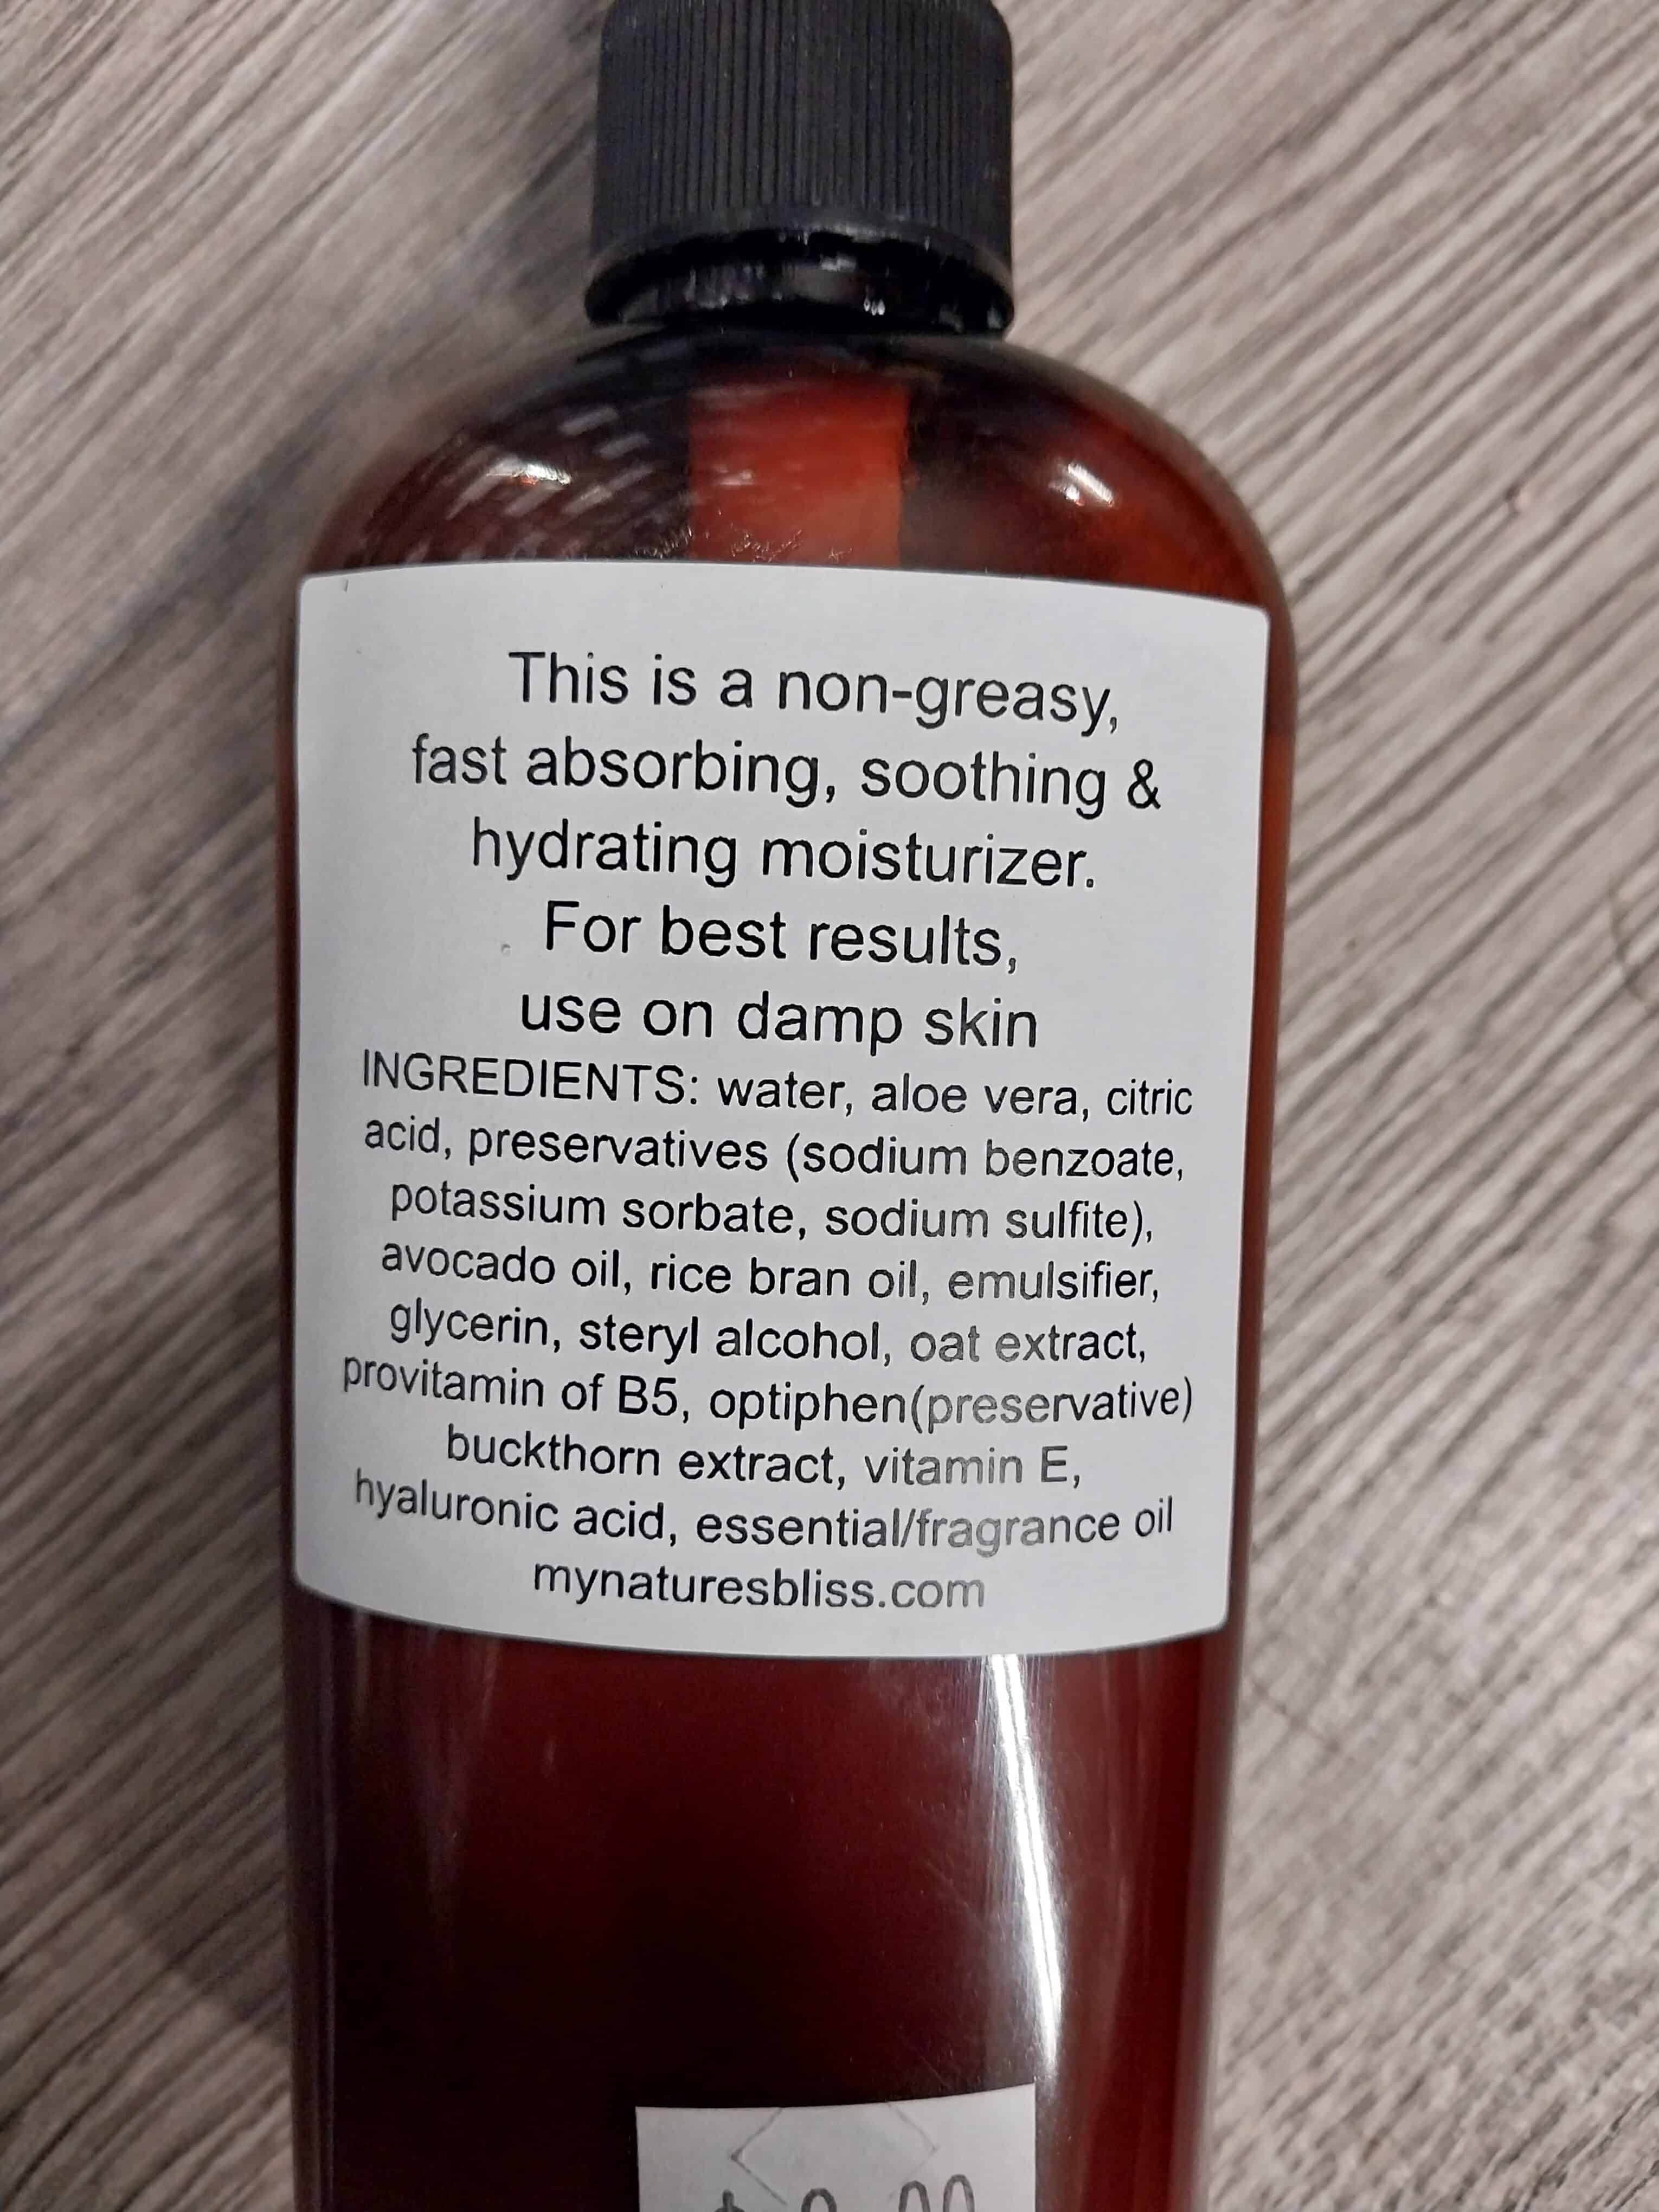 This is a non-greasy,
fast absorbing, soothing &
hydrating moisturizer.
For best results,
use on damp skin
INGREDIENTS: water, aloe vera, citric
acid, preservatives (sodium benzoate,
potassium sorbate, sodium sulfite),
avocado oil, rice bran oil, emulsifier,
glycerin, steryl alcohol, oat extract,
provitamin of B5, optiphen(preservative)
buckthorn extract, vitamin E,
hyaluronic acid, essential/fragrance oil
mynaturesbliss.com